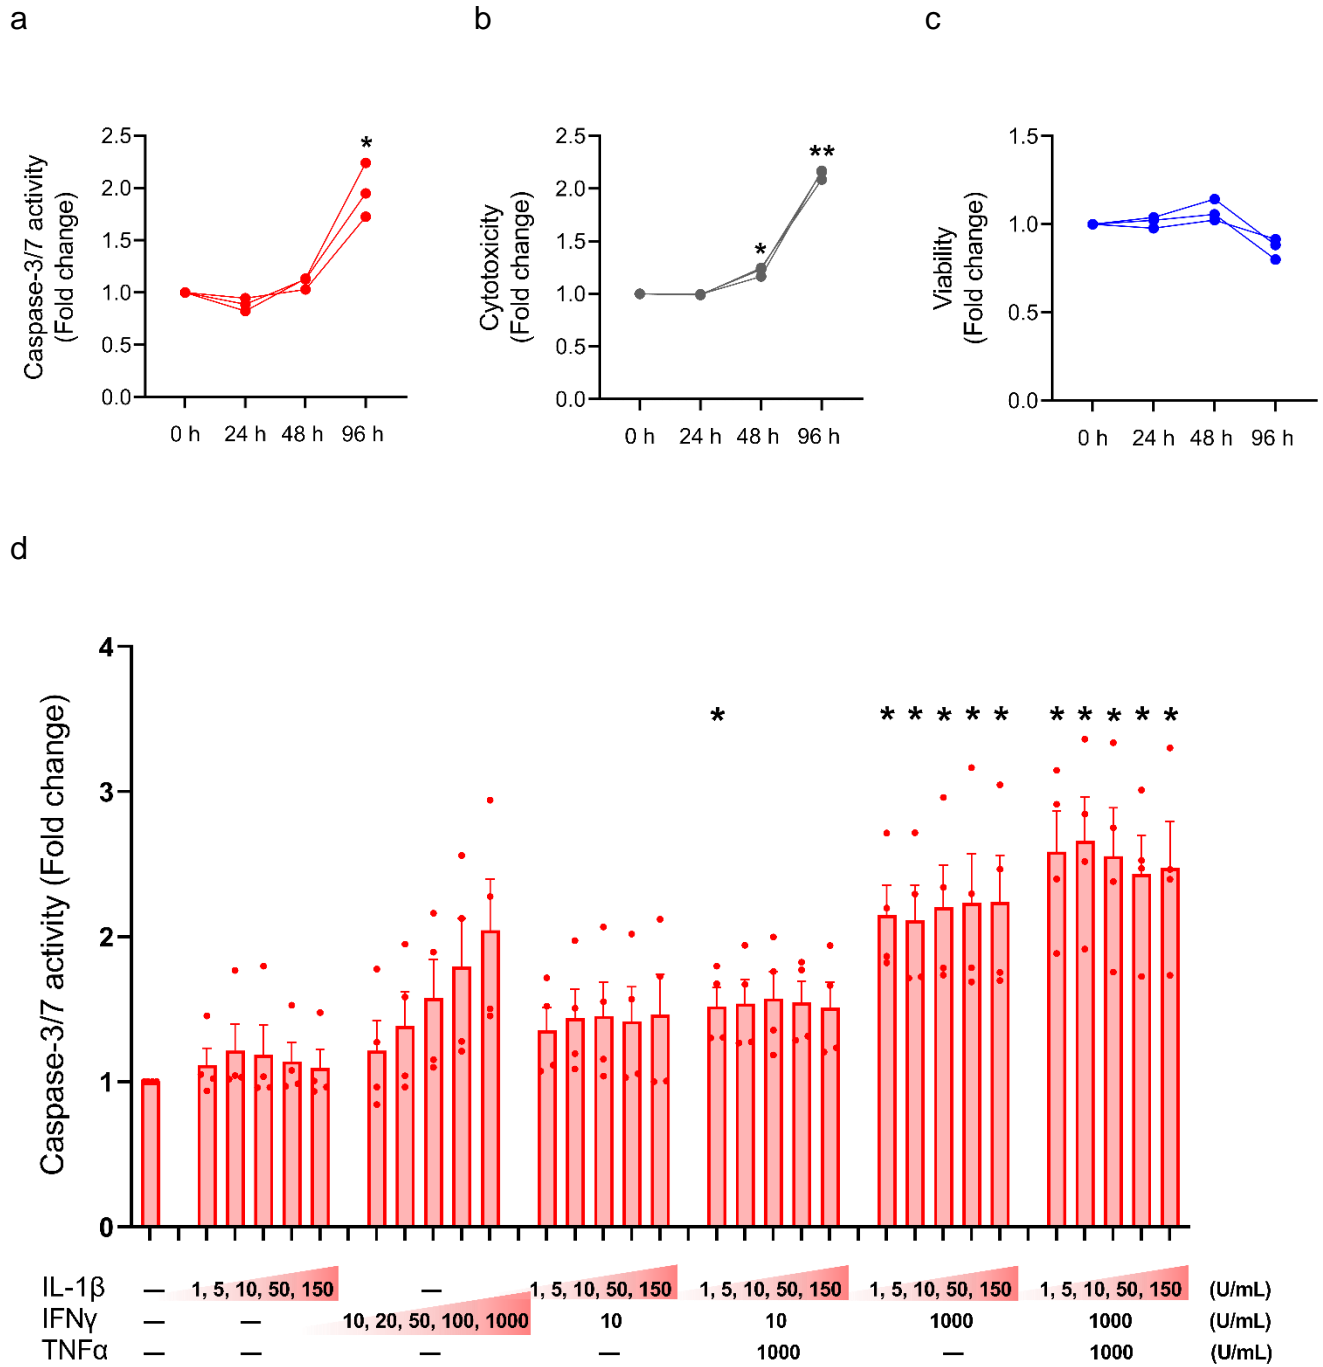 a
b
c
Caspase-3/7 activity
(Fold change)
2.5
2.0
1.5
1.0
0.5
0.0
*
0 h 24 h 48 h 96 h
Cytotoxicity
(Fold change)
2.5
2.0
1.5
1.0
0.5
0.0
*
**
0 h 24 h 48 h 96 h
Viability
(Fold change)
1.5
1.0
0.5
0.0
0 h 24 h 48 h 96 h
d
Caspase-3/7 activity (Fold change)
4
3
2
1
0
* * * * * * * * * * *
IL-1β — 1, 5, 10, 50, 150 — 1, 5, 10, 50, 150 1, 5, 10, 50, 150 1, 5, 10, 50, 150 1, 5, 10, 50, 150 (U/mL)
IFNγ — — 10, 20, 50, 100, 1000 10 10 1000 1000 (U/mL)
TNFα — — — — 1000 — 1000 (U/mL)